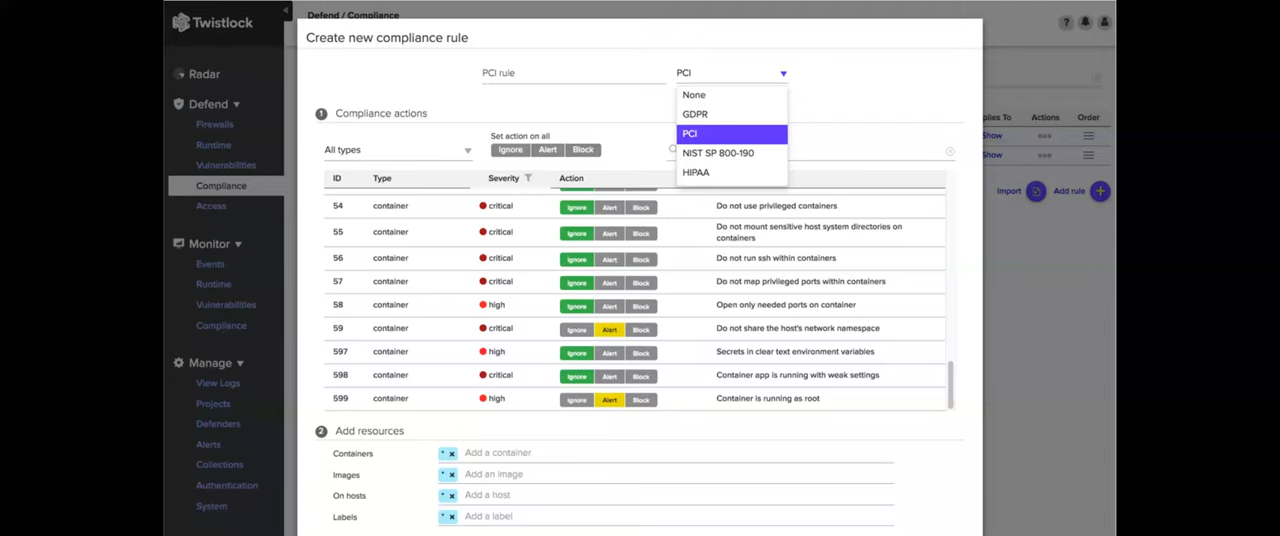 Twistlock
Defend / Compliance
?
Create new compliance rule
Radar
Defend
Firewalls
Runtime
Vulnerabilities
Compliance
Access
Monitor
Events
Runtime
Vulnerabilities
Compliance
Manage
View Logs
Projects
Defenders
Alerts
Collections
Authentication
System
PCI rule
PCI
None
GDPR
PCI
NIST SP 800-190
HIPAA
1 Compliance actions
Set action on all
All types
Ignore Alert Block
ID Type Severity Action
54 container critical Ignore Alert Block Do not use privileged containers
55 container critical Ignore Alert Block Do not mount sensitive host system directories on
containers
56 container critical Ignore Alert Block Do not run ssh within containers
57 container critical Ignore Alert Block Do not map privileged ports within containers
58 container high Ignore Alert Block Open only needed ports on container
59 container critical Ignore Alert Block Do not share the host's network namespace
597 container high Ignore Alert Block Secrets in clear text environment variables
598 container critical Ignore Alert Block Container app is running with weak settings
599 container high Ignore Alert Block Container is running as root
2 Add resources
Containers * x Add a container
Images * x Add an image
On hosts * x Add a host
Labels * x Add a label
plies To Actions Order
Show
Show
Import Add rule